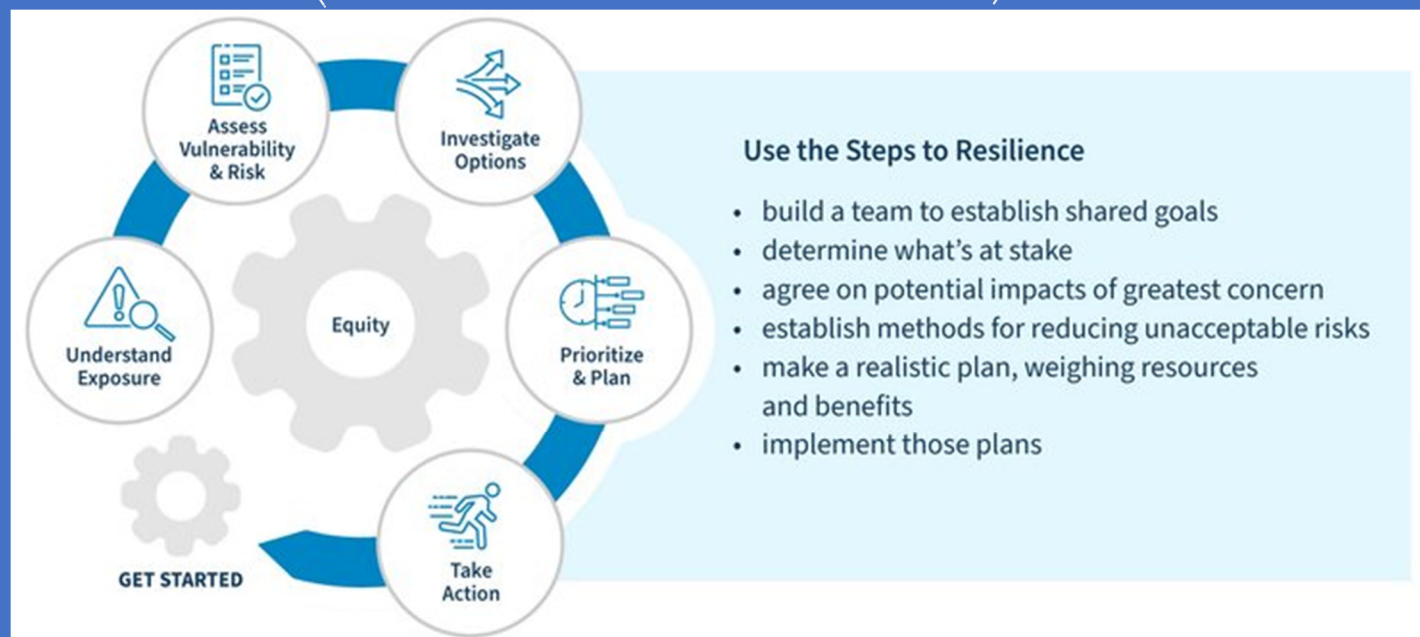 Assess
Vulnerability
& Risk
Investigate
Options
Understand
Exposure
Equity
Prioritize
& Plan
Take
Action
GET STARTED
Use the Steps to Resilience
• build a team to establish shared goals
• determine what's at stake
• agree on potential impacts of greatest concern
• establish methods for reducing unacceptable risks
• make a realistic plan, weighing resources
and benefits
• implement those plans